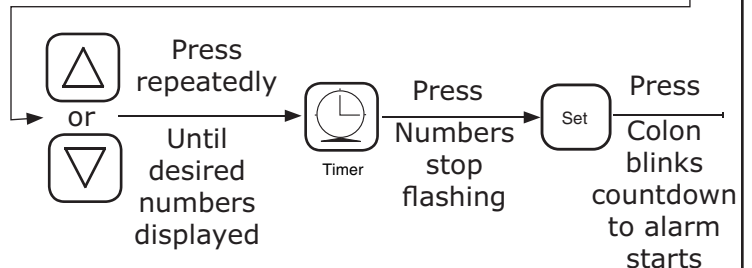 or
Press
repeatedly
Until
desired
numbers
displayed
Timer
Press
Numbers
stop
flashing
Set
Press
Colon
blinks
countdown
to alarm
starts